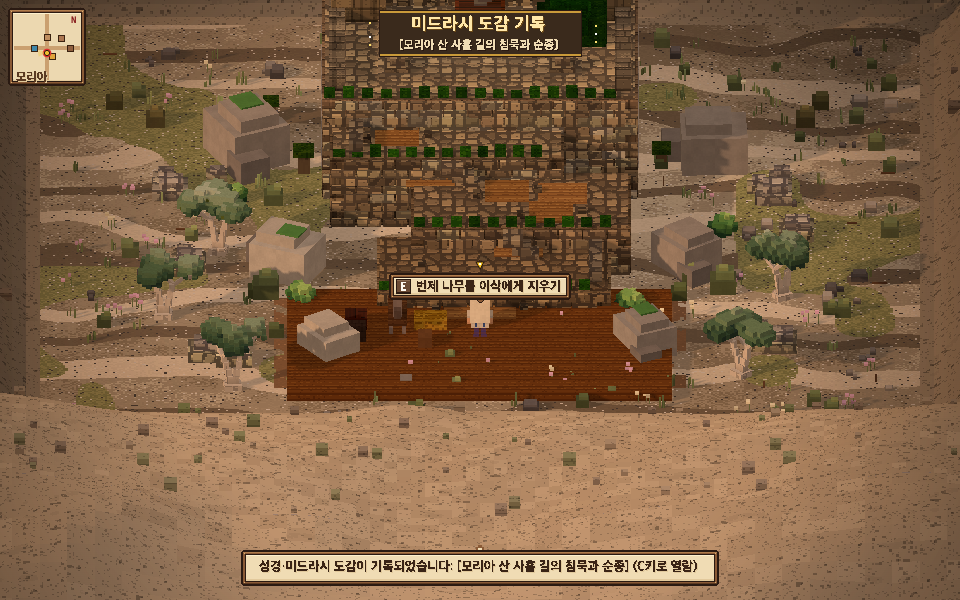 미드라시 도감 기록
[모리아 산 사흘 길의 침묵과 순종]
N
모리아
E 번제 나무를 이삭에게 지우기
성경·미드라시 도감이 기록되었습니다: [모리아 산 사흘 길의 침묵과 순종] (C키로 열람)